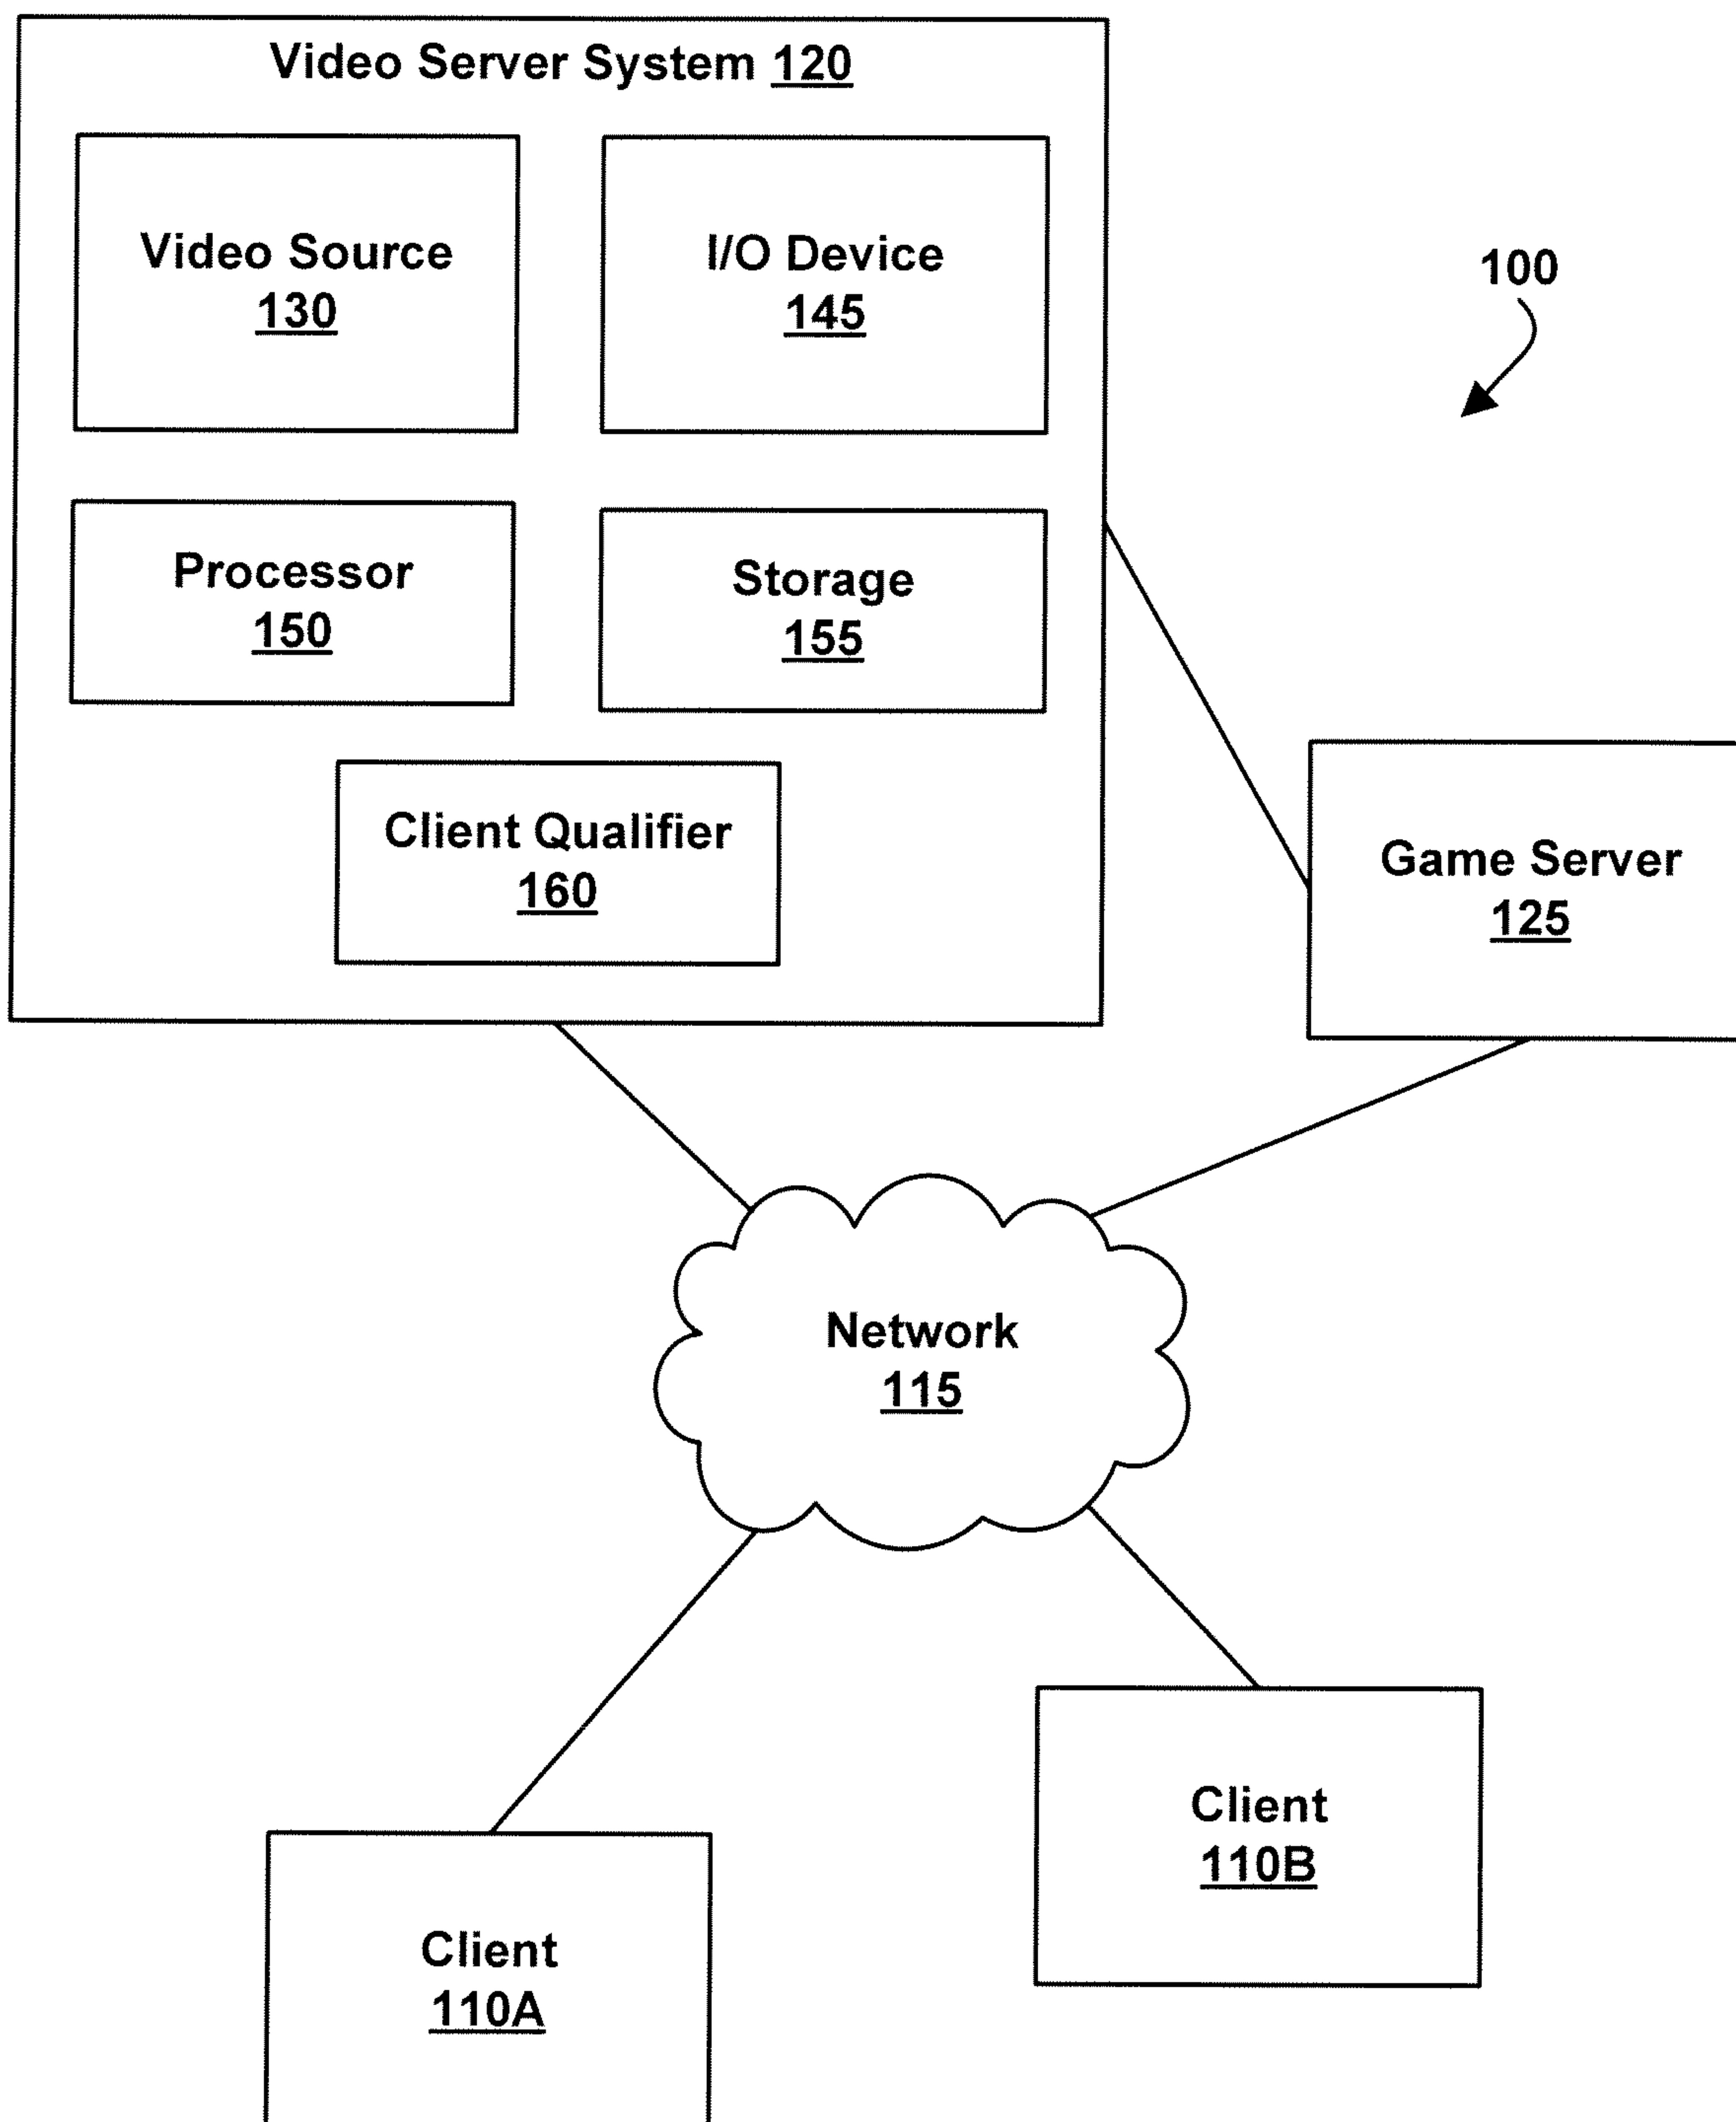 Video Server System 120
Video Source
130
I/O Device
145
100
Processor
150
Storage
155
Client Qualifier
160
Game Server
125
Network
115
Client
110B
Client
110A